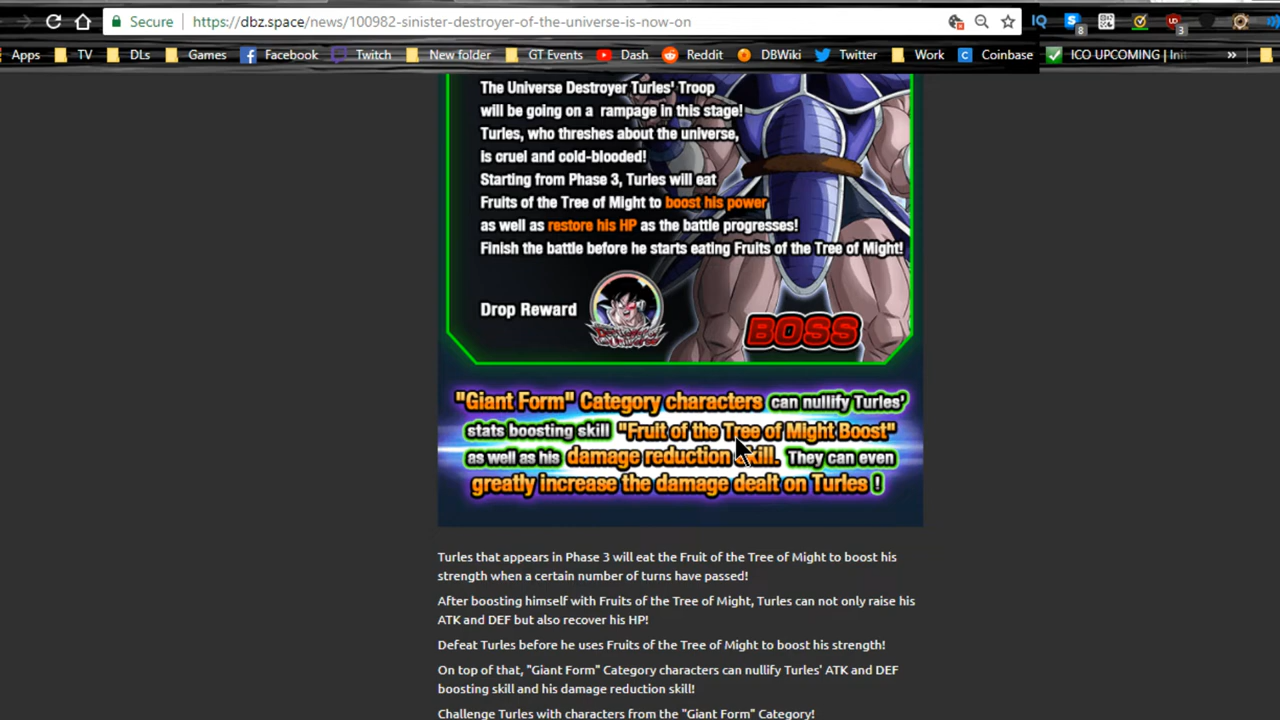 Secure https://dbz.space/news/100982-sinister-destroyer-of-the-universe-is-now-on
IQ
8
3
Apps TV DLs Games Facebook Twitch New folder GT Events Dash Reddit DBWiki Twitter Work Coinbase ICO UPCOMING | Init »
The Universe Destroyer Turles' Troop
will be going on a rampage in this stage!
Turles, who threshes about the universe,
is cruel and cold-blooded!
Starting from Phase 3, Turles will eat
Fruits of the Tree of Might to boost his power
as well as restore his HP as the battle progresses!
Finish the battle before he starts eating Fruits of the Tree of Might!
Drop Reward
BOSS
"Giant Form" Category characters can nullify Turles'
stats boosting skill "Fruit of the Tree of Might Boost"
as well as his damage reduction skill. They can even
greatly increase the damage dealt on Turles !
Turles that appears in Phase 3 will eat the Fruit of the Tree of Might to boost his
strength when a certain number of turns have passed!
After boosting himself with Fruits of the Tree of Might, Turles can not only raise his
ATK and DEF but also recover his HP!
Defeat Turles before he uses Fruits of the Tree of Might to boost his strength!
On top of that, "Giant Form" Category characters can nullify Turles' ATK and DEF
boosting skill and his damage reduction skill!
Challenge Turles with characters from the "Giant Form" Category!